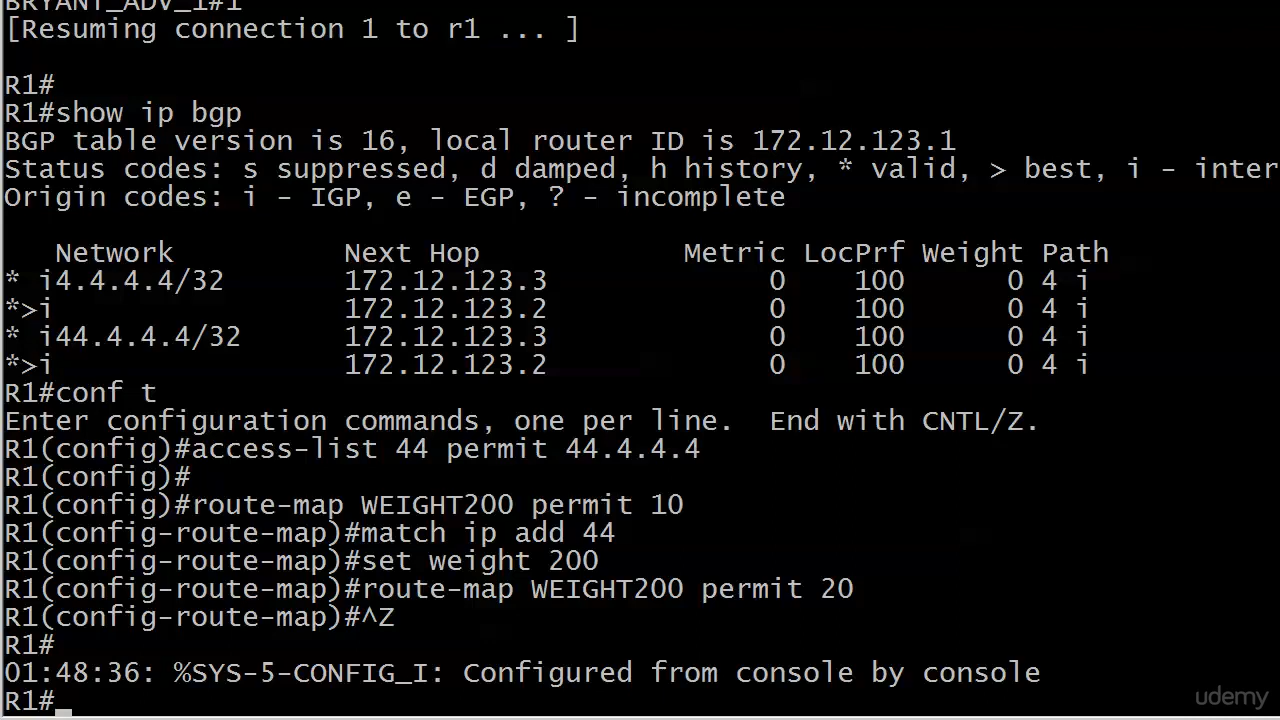 BRYANT_ADV_1#1
[Resuming connection 1 to r1 ... ]
R1#
R1#show ip bgp
BGP table version is 16, local router ID is 172.12.123.1
Status codes: s suppressed, d damped, h history, * valid, > best, i - inter
Origin codes: i - IGP, e - EGP, ? - incomplete
Network Next Hop Metric LocPrf Weight Path
* i4.4.4.4/32 172.12.123.3 0 100 0 4 i
*>i 172.12.123.2 0 100 0 4 i
* i44.4.4.4/32 172.12.123.3 0 100 0 4 i
*>i 172.12.123.2 0 100 0 4 i
R1#conf t
Enter configuration commands, one per line. End with CNTL/Z.
R1(config)#access-list 44 permit 44.4.4.4
R1(config)#
R1(config)#route-map WEIGHT200 permit 10
R1(config-route-map)#match ip add 44
R1(config-route-map)#set weight 200
R1(config-route-map)#route-map WEIGHT200 permit 20
R1(config-route-map)#^Z
R1#
01:48:36: %SYS-5-CONFIG_I: Configured from console by console
R1#_
udemy